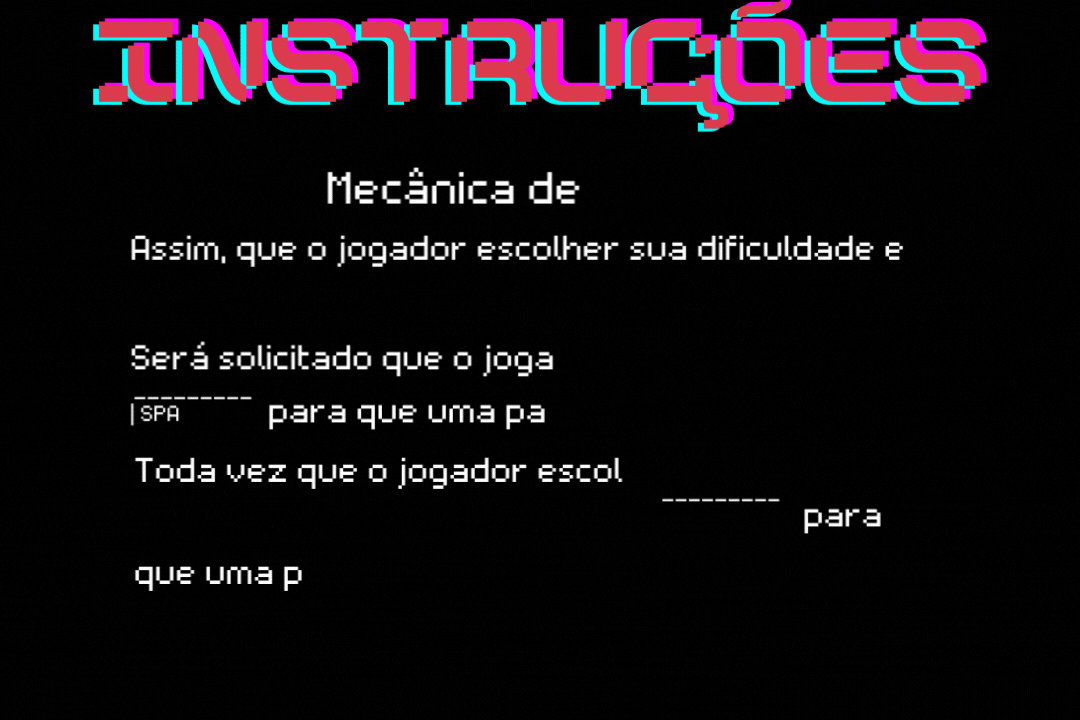 INSTRUÇÕES
Mecânica de
Assim, que o jogador escolher sua dificuldade e
Será solicitado que o joga
---------
|SPA para que uma pa
Toda vez que o jogador escol
---------
para
que uma p